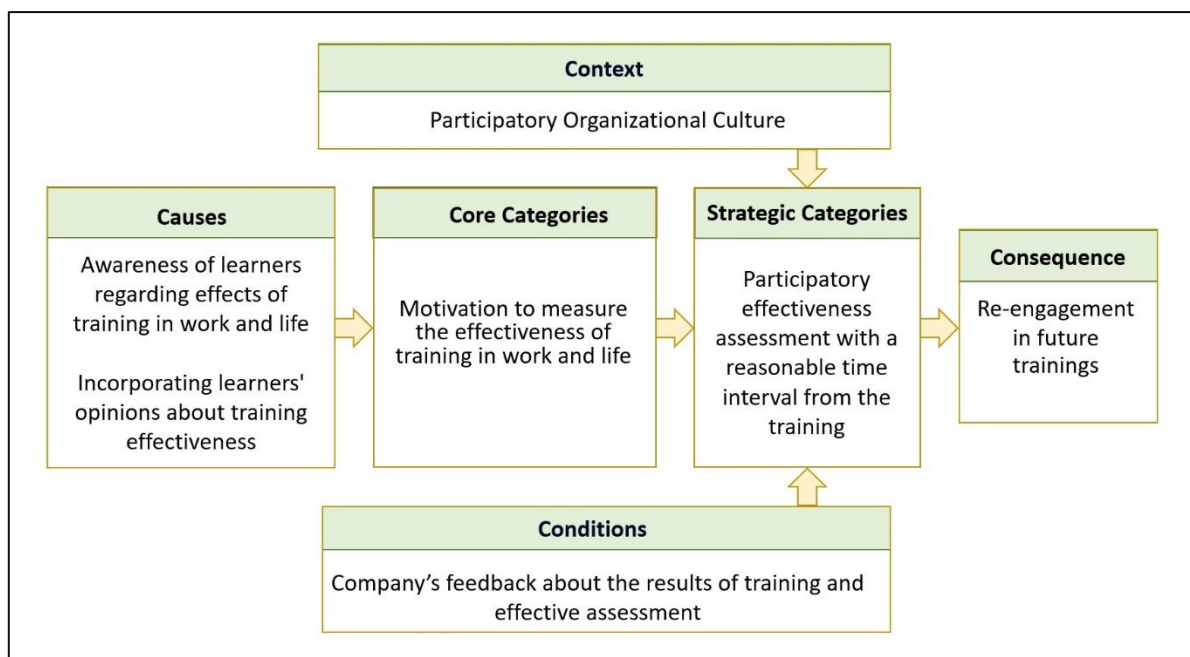 Context
Participatory Organizational Culture
Causes
Awareness of learners
regarding effects of
training in work and life
Incorporating learners'
opinions about training
effectiveness
Core Categories
Motivation to measure
the effectiveness of
training in work and life
Strategic Categories
Participatory
effectiveness
assessment with a
reasonable time
interval from the
training
Consequence
Re-engagement
in future
trainings
Conditions
Company’s feedback about the results of training and
effective assessment